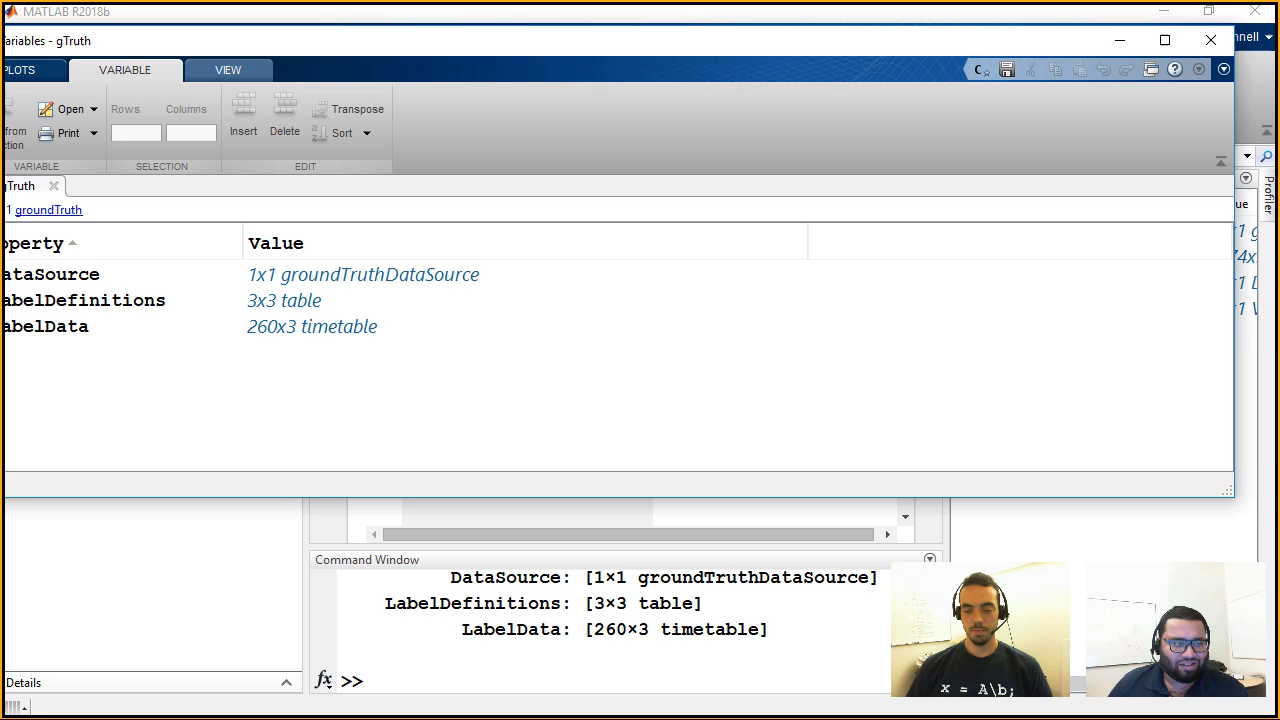 MATLAB R2018b
ariables - gTruth
nnell
PLOTS VARIABLE VIEW
Open Rows Columns Insert Delete Transpose
from Print Sort
ction
VARIABLE SELECTION EDIT
gTruth
1 groundTruth
operty Value
ataSource 1x1 groundTruthDataSource
abelDefinitions 3x3 table
abelData 260x3 timetable
Profiler
ue
Command Window
DataSource: [1×1 groundTruthDataSource]
LabelDefinitions: [3×3 table]
LabelData: [260×3 timetable]
fx >>
Details
x = A\b;